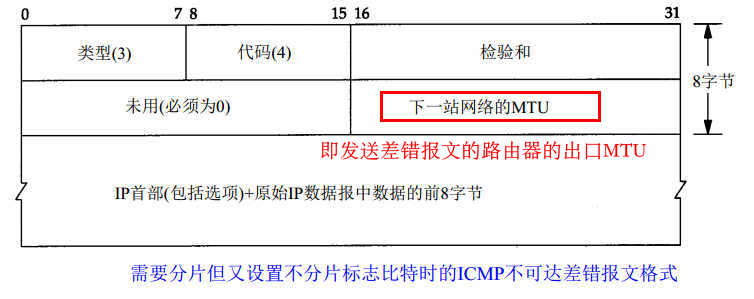 0 7 8 15 16 31
类型(3) 代码(4) 检验和
8字节
未用(必须为0) 下一站网络的MTU
即发送差错报文的路由器的出口MTU
IP首部(包括选项)+原始IP数据报中数据的前8字节
需要分片但又设置不分片标志比特时的ICMP不可达差错报文格式